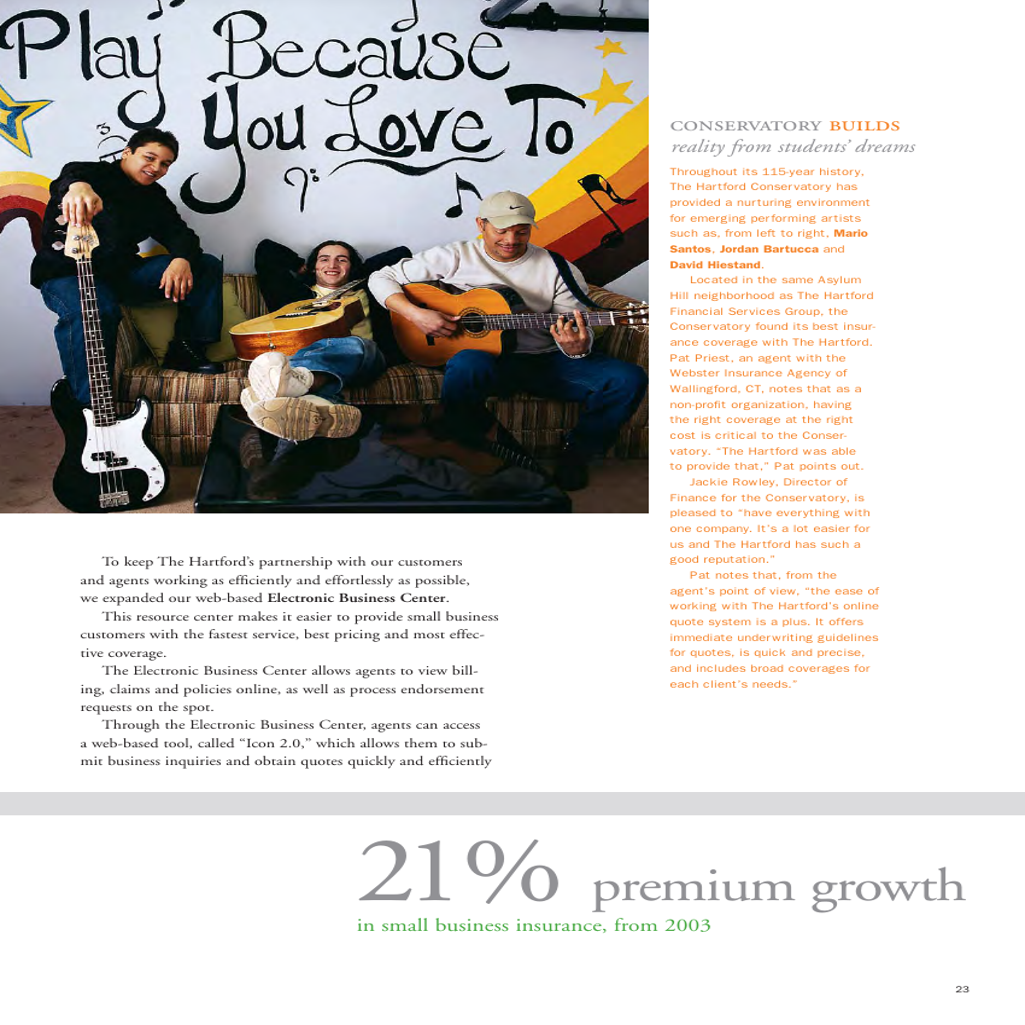 Play Because
You Love To
CONSERVATORY BUILDS
reality from students' dreams
Throughout its 115-year history,
The Hartford Conservatory has
provided a nurturing environment
for emerging performing artists
such as, from left to right, Mario
Santos, Jordan Bartucca and
David Hiestand.
Located in the same Asylum
Hill neighborhood as The Hartford
Financial Services Group, the
Conservatory found its best insur-
ance coverage with The Hartford.
Pat Priest, an agent with the
Webster Insurance Agency of
Wallingford, CT, notes that as a
non-profit organization, having
the right coverage at the right
cost is critical to the Conser-
vatory. “The Hartford was able
to provide that,” Pat points out.
Jackie Rowley, Director of
Finance for the Conservatory, is
pleased to “have everything with
one company. It’s a lot easier for
us and The Hartford has such a
good reputation.”
Pat notes that, from the
agent’s point of view, “the ease of
working with The Hartford’s online
quote system is a plus. It offers
immediate underwriting guidelines
for quotes, is quick and precise,
and includes broad coverages for
each client’s needs.”
To keep The Hartford’s partnership with our customers
and agents working as efficiently and effortlessly as possible,
we expanded our web-based Electronic Business Center.
This resource center makes it easier to provide small business
customers with the fastest service, best pricing and most effec-
tive coverage.
The Electronic Business Center allows agents to view bill-
ing, claims and policies online, as well as process endorsement
requests on the spot.
Through the Electronic Business Center, agents can access
a web-based tool, called “Icon 2.0,” which allows them to sub-
mit business inquiries and obtain quotes quickly and efficiently
21% premium growth
in small business insurance, from 2003
23